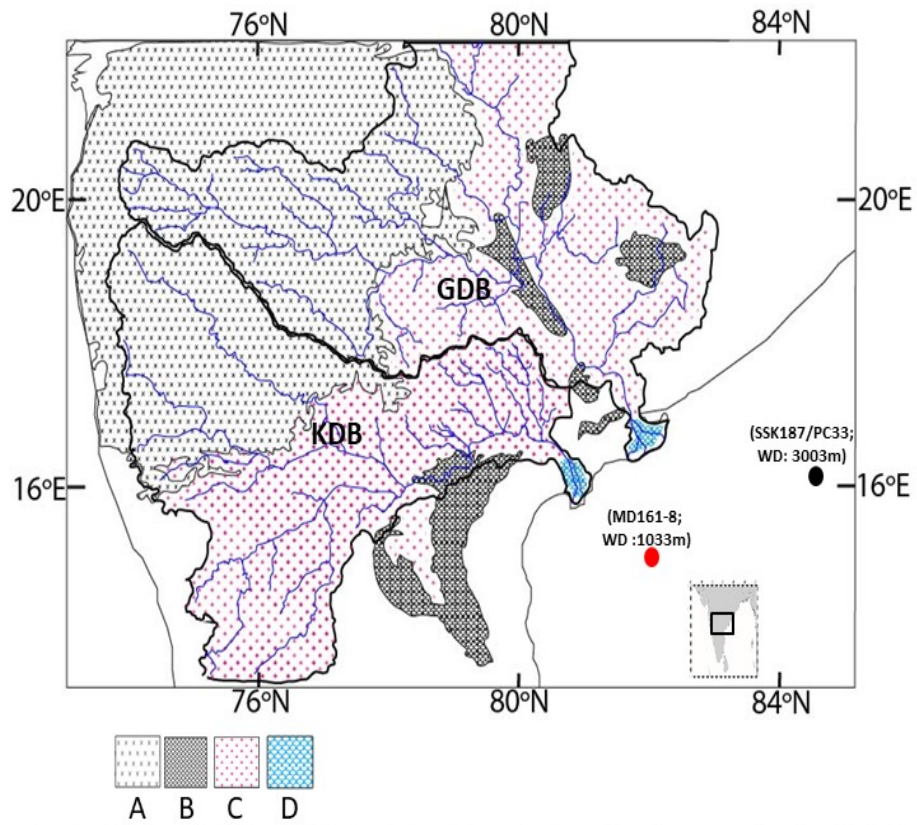 76°N 80°N 84°N
20°E 20°E
GDB
(SSK187/PC33;
WD: 3003m)
KDB
16°E 16°E
(MD161-8;
WD :1033m)
76°N 80°N 84°N
A B C D